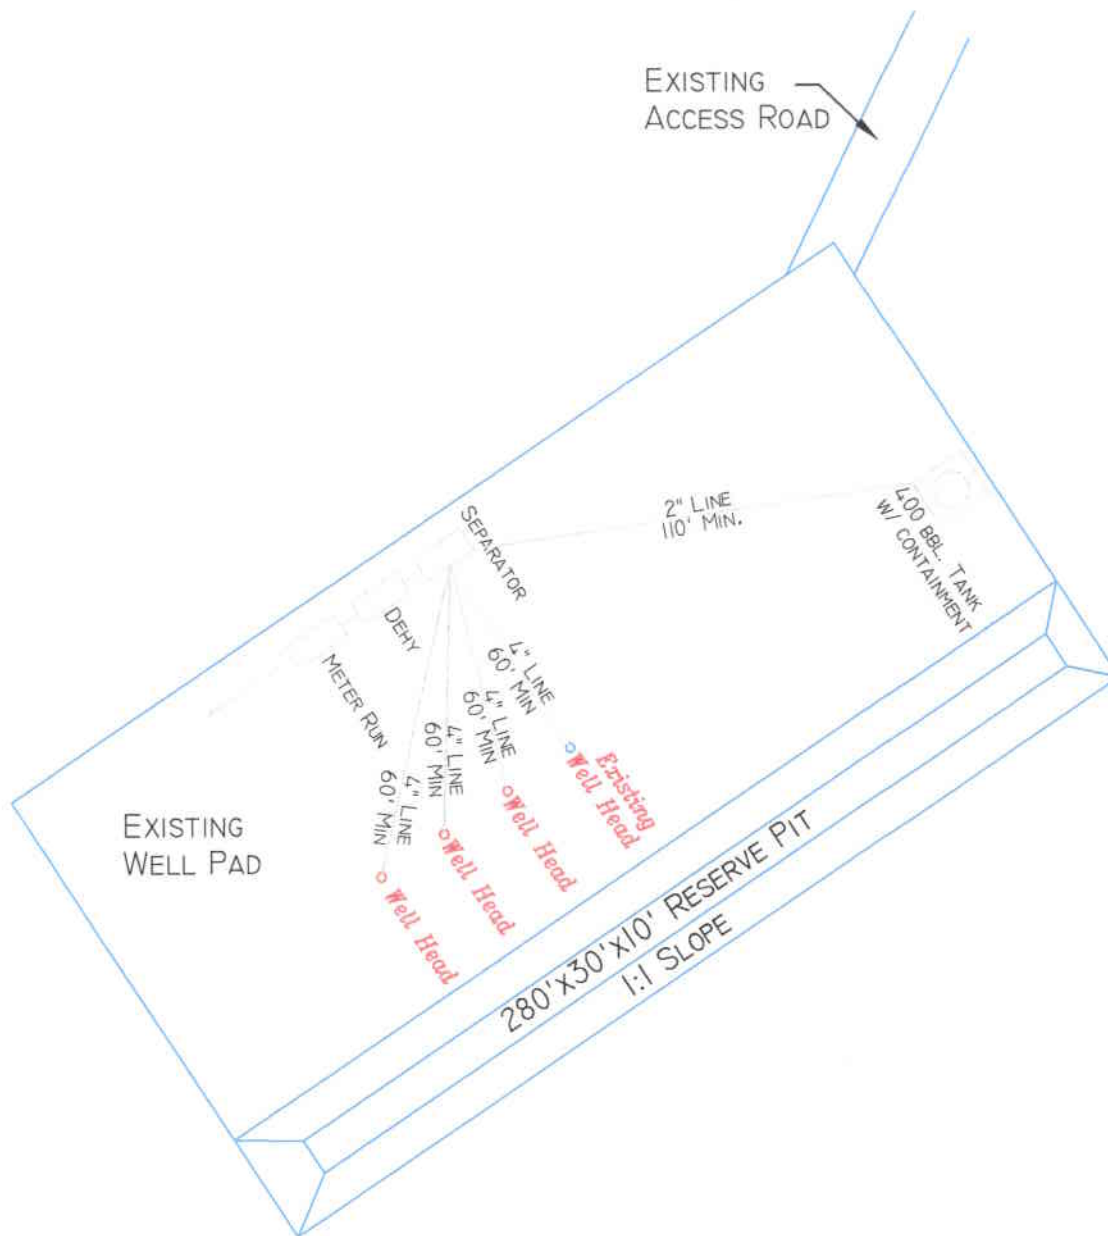 EXISTING
ACCESS ROAD
SEPARATOR
2" LINE
110' MIN.
400 BBL. TANK
W/ CONTAINMENT
DEHY
METER RUN
4" LINE
60' MIN
4" LINE
60' MIN
4" LINE
60' MIN
4" LINE
60' MIN
Existing
Well Head
Well Head
Well Head
Well Head
EXISTING
WELL PAD
280'X30'X10' RESERVE PIT
1:1 SLOPE